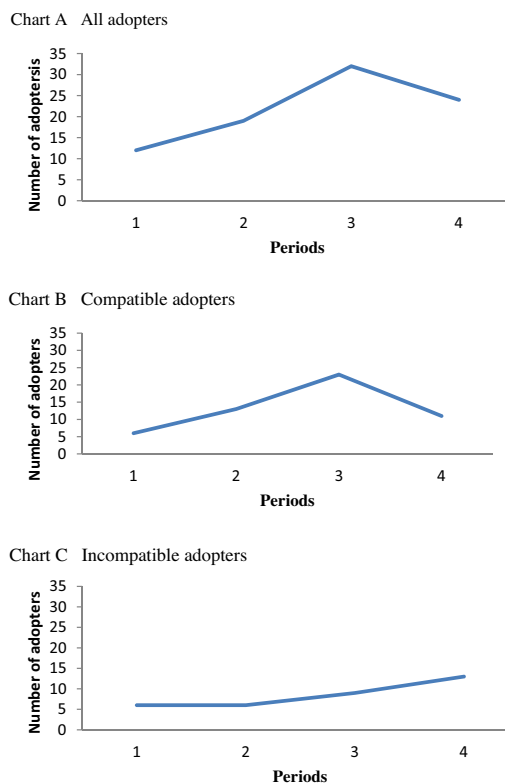 Chart A All adopters
Number of adoptersis
35
30
25
20
15
10
5
0
1 2 3 4
Periods
Chart B Compatible adopters
Number of adopters
35
30
25
20
15
10
5
0
1 2 3 4
Periods
Chart C Incompatible adopters
Number of adopters
35
30
25
20
15
10
5
0
1 2 3 4
Periods